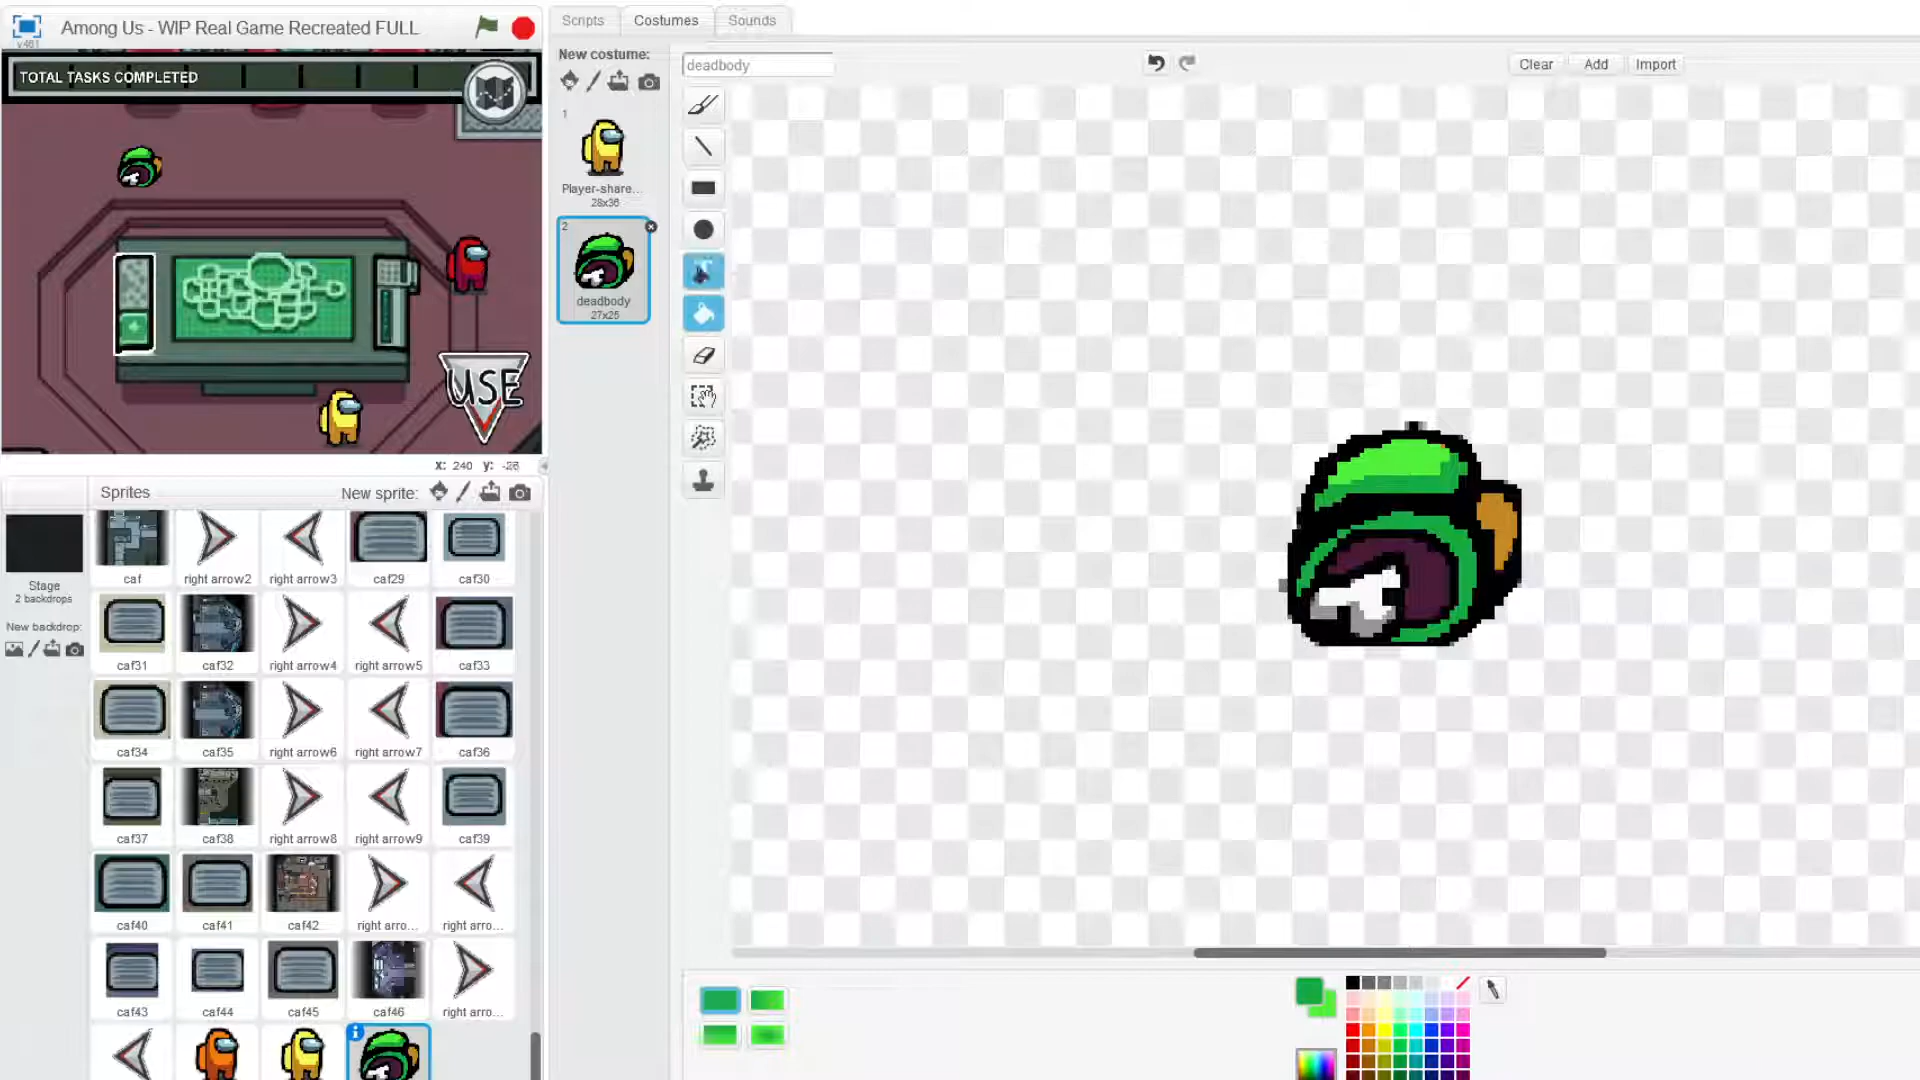 Among Us - WIP Real Game Recreated FULL
v461
Scripts
Costumes
Sounds
TOTAL TASKS COMPLETED
USE
x: 240 y: -26
New costume:
1
Player-share...
28x36
2
deadbody
27x25
deadbody
Clear
Add
Import
Sprites
New sprite:
Stage
2 backdrops
New backdrop:
caf
right arrow2
right arrow3
caf29
caf30
caf31
caf32
right arrow4
right arrow5
caf33
caf34
caf35
right arrow6
right arrow7
caf36
caf37
caf38
right arrow8
right arrow9
caf39
caf40
caf41
caf42
right arro...
right arro...
caf43
caf44
caf45
caf46
right arro...